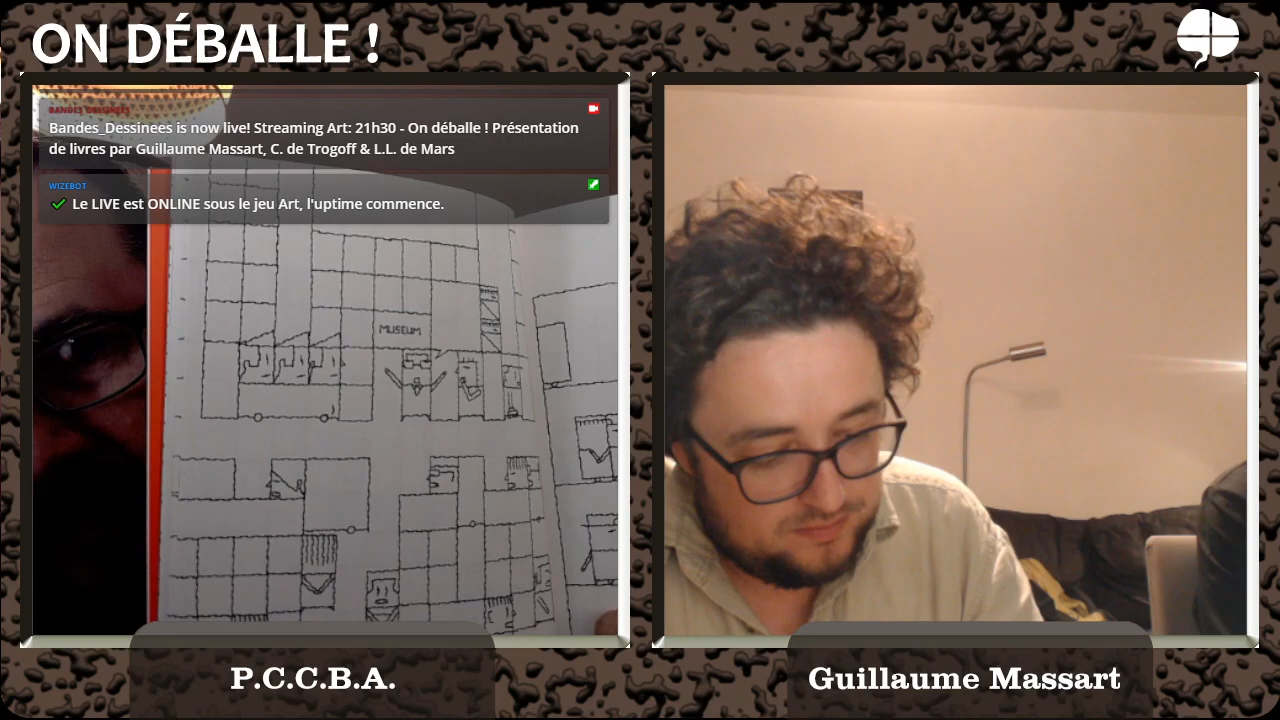 ON DÉBALLE !
BANDES_DESSINEES
Bandes_Dessinees is now live! Streaming Art: 21h30 - On déballe ! Présentation
de livres par Guillaume Massart, C. de Trogoff & L.L. de Mars
WIZEBOT
Le LIVE est ONLINE sous le jeu Art, l'uptime commence.
MUSEUM
P.C.C.B.A.
Guillaume Massart